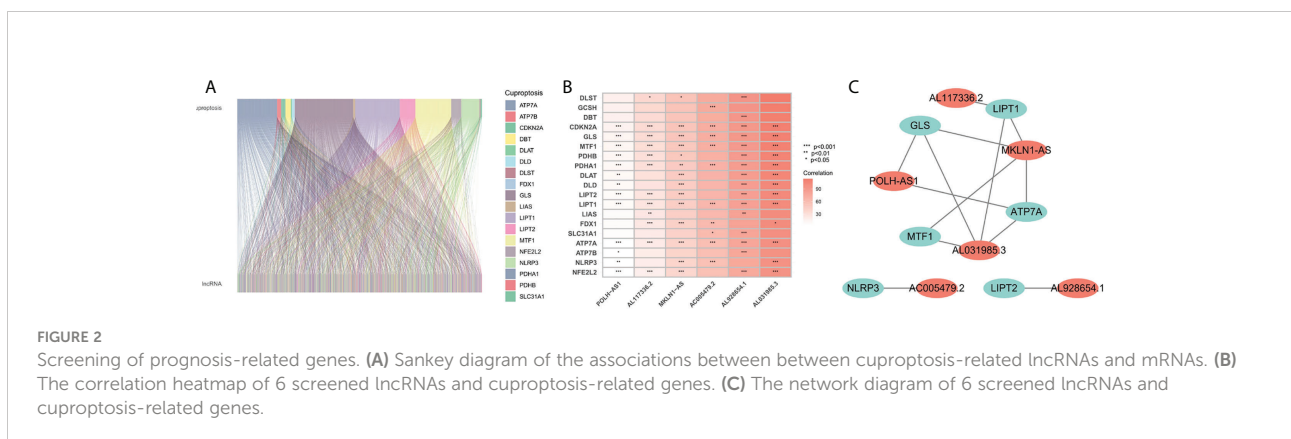 A
B
C
cuproptosis
lncRNA
Cuproptosis
ATP7A
ATP7B
CDKN2A
DBT
DLAT
DLD
DLST
FDX1
GLS
LIAS
LIPT1
LIPT2
MTF1
NFE2L2
NLRP3
PDHA1
PDHB
SLC31A1
DLST * * ***
GCSH ***
DBT ***
CDKN2A *** *** *** *** *** ***
GLS *** *** *** *** *** ***
MTF1 *** *** *** *** *** ***
PDHB *** *** * *** ***
PDHA1 *** *** ** *** *** ***
DLAT ** *** *** ***
DLD ** *** *** ***
LIPT2 *** *** *** *** ***
LIPT1 *** *** *** *** *** ***
LIAS ** **
FDX1 *** *** ** *
SLC31A1 * ***
ATP7A *** *** *** *** *** ***
ATP7B * ***
NLRP3 ** *** *** ***
NFE2L2 *** *** *** *** ***
POLH-AS1
AL117336.2
MKLN1-AS
AC005479.2
AL928654.1
AL031985.3
*** p<0.001
** p<0.01
* p<0.05
Correlation
90
60
30
AL117336.2
LIPT1
GLS
MKLN1-AS
POLH-AS1
ATP7A
MTF1
AL031985.3
NLRP3
AC005479.2
LIPT2
AL928654.1
FIGURE 2
Screening of prognosis-related genes. (A) Sankey diagram of the associations between between cuproptosis-related lncRNAs and mRNAs. (B)
The correlation heatmap of 6 screened lncRNAs and cuproptosis-related genes. (C) The network diagram of 6 screened lncRNAs and
cuproptosis-related genes.